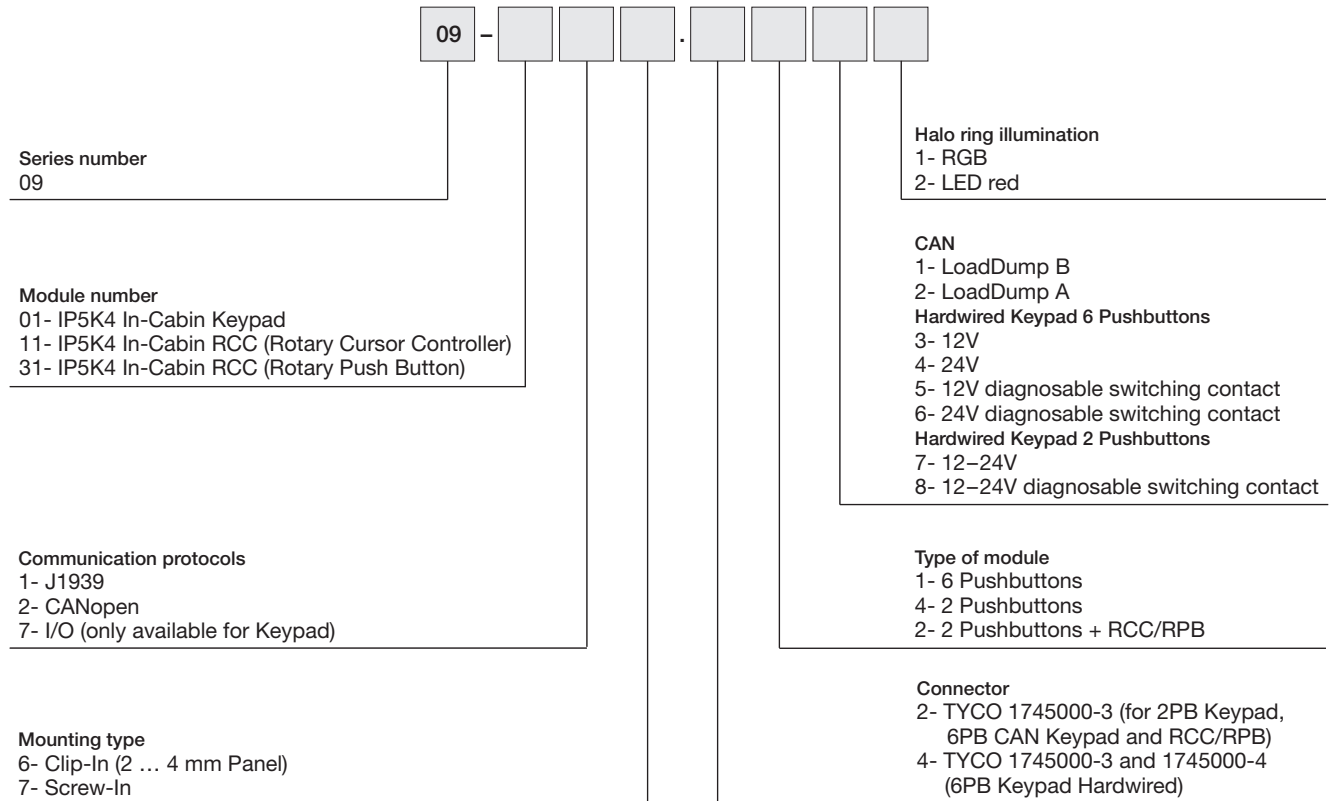 09 – .
Series number
09
Module number
01- IP5K4 In-Cabin Keypad
11- IP5K4 In-Cabin RCC (Rotary Cursor Controller)
31- IP5K4 In-Cabin RCC (Rotary Push Button)
Communication protocols
1- J1939
2- CANopen
7- I/O (only available for Keypad)
Mounting type
6- Clip-In (2 … 4 mm Panel)
7- Screw-In
Halo ring illumination
1- RGB
2- LED red
CAN
1- LoadDump B
2- LoadDump A
Hardwired Keypad 6 Pushbuttons
3- 12V
4- 24V
5- 12V diagnosable switching contact
6- 24V diagnosable switching contact
Hardwired Keypad 2 Pushbuttons
7- 12–24V
8- 12–24V diagnosable switching contact
Type of module
1- 6 Pushbuttons
4- 2 Pushbuttons
2- 2 Pushbuttons + RCC/RPB
Connector
2- TYCO 1745000-3 (for 2PB Keypad,
6PB CAN Keypad and RCC/RPB)
4- TYCO 1745000-3 and 1745000-4
(6PB Keypad Hardwired)